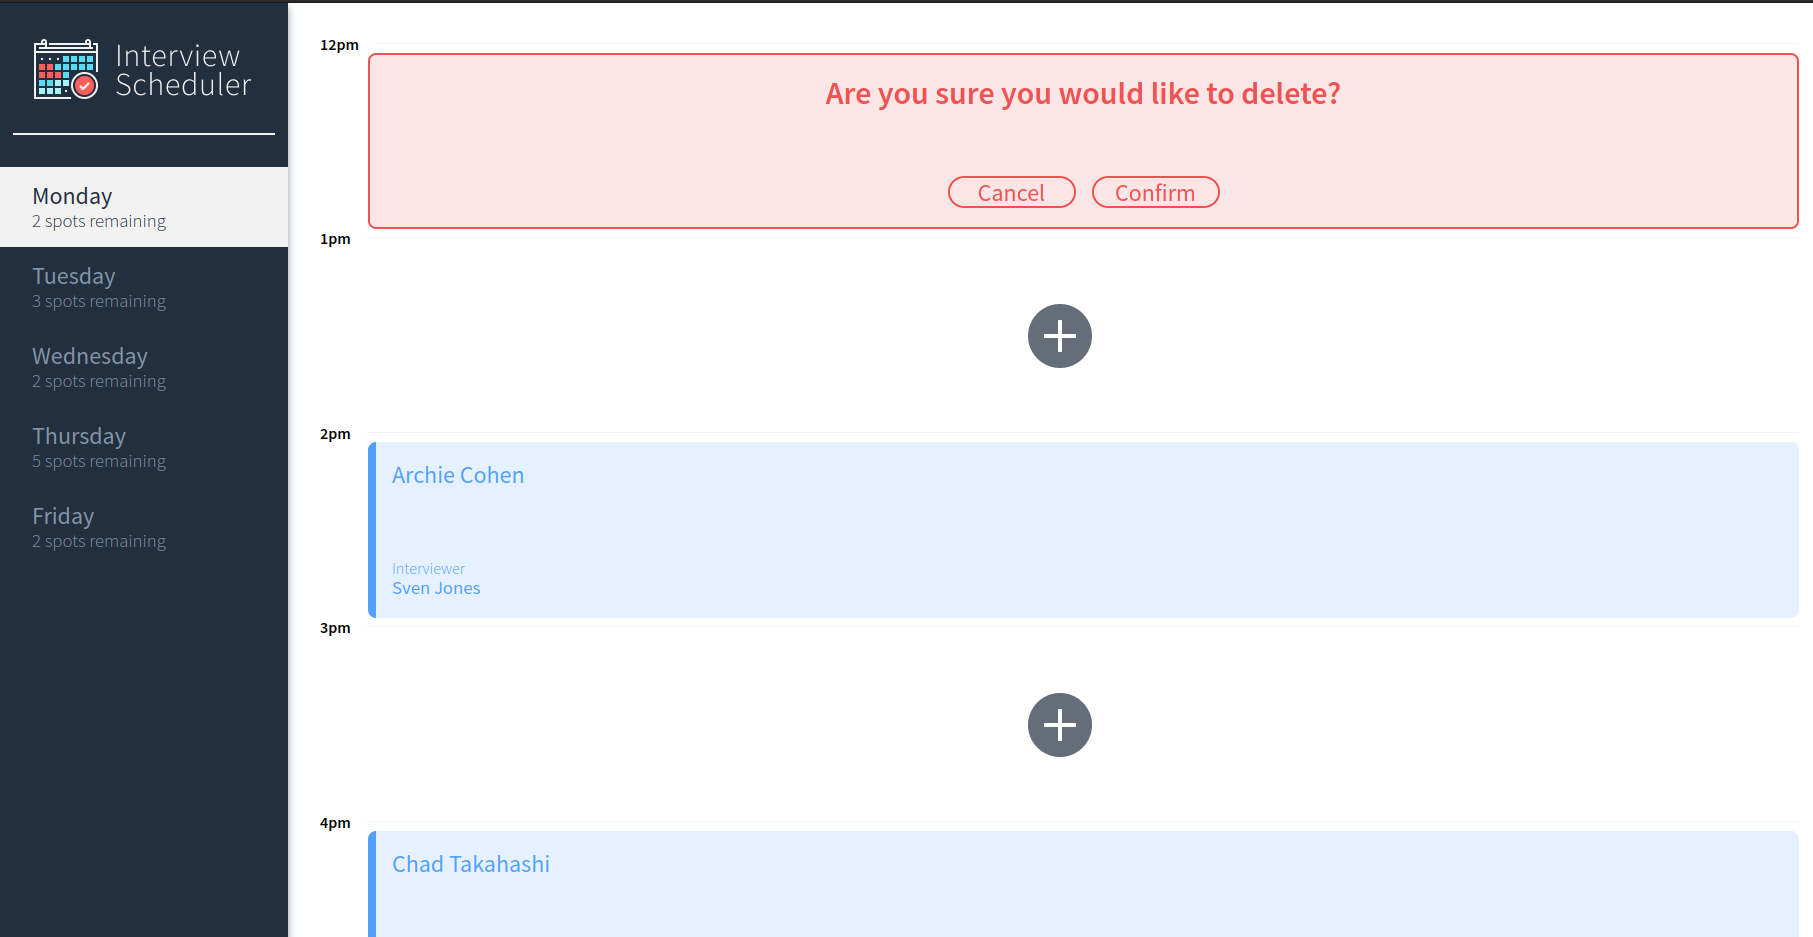 Interview
Scheduler
Monday
2 spots remaining
Tuesday
3 spots remaining
Wednesday
2 spots remaining
Thursday
5 spots remaining
Friday
2 spots remaining
12pm
Are you sure you would like to delete?
Cancel Confirm
1pm
2pm
Archie Cohen
Interviewer
Sven Jones
3pm
4pm
Chad Takahashi